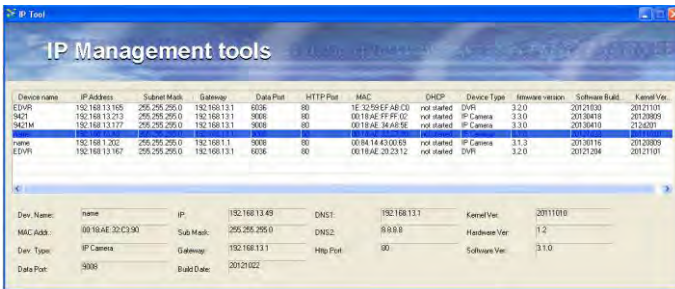 IP Tool
IP Management tools
Device name IP Address Subnet Mask Gateway Data Port HTTP Port MAC DHCP Device Type firmware version Software Build.. Kernel Ver..
EDVR 192.168.13.165 255.255.255.0 192.168.13.1 6036 80 1E:32:59:EF:AB:C0 not started DVR 3.2.0 20121030 20121101
9421 192.168.13.213 255.255.255.0 192.168.13.1 9008 80 00:18:AE:FF:FF:02 not started IP Camera 3.3.0 20130418 20120809
9421M 192.168.13.177 255.255.255.0 192.168.13.1 9008 80 00:18:AE:34:A8:5E not started IP Camera 3.3.0 20130410 2124201
name
name 192.168.1.202 255.255.255.0 192.168.1.1 9008 80 00:84:14:43:00:69 not started IP Camera 3.1.3 20130116 20120809
EDVR 192.168.13.167 255.255.255.0 192.168.13.1 6036 80 00:18:AE:20:23:12 not started DVR 3.2.0 20121204 20121101
Dev. Name: name IP: 192.168.13.49 DNS1: 192.168.13.1 Kernel Ver: 20111010
MAC Addr.: 00:18:AE:32:C3:90 Sub Mask: 255.255.255.0 DNS2: 8.8.8.8 Hardware Ver: 1.2
Dev. Type: IP Camera Gateway: 192.168.13.1 Http Port: 80 Software Ver: 3.1.0
Data Port: 9008 Build Date: 20121022